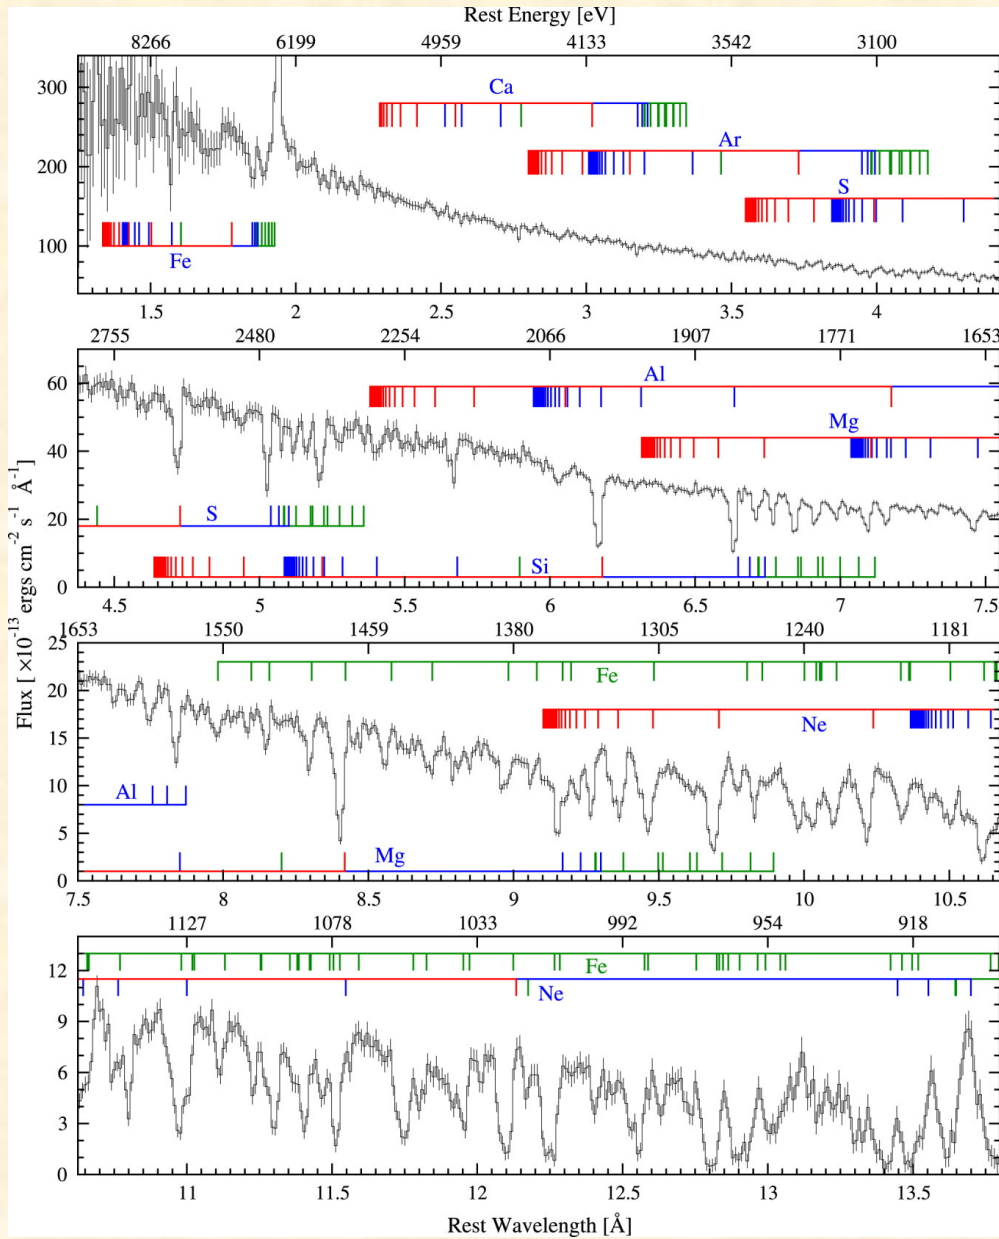 Rest Energy [eV]
8266 6199 4959 4133 3542 3100
300
200
100
Ca
Ar
S
Fe
1.5 2 2.5 3 3.5 4
2755 2480 2254 2066 1907 1771 1653
60
40
20
0
Al
Mg
S
Si
4.5 5 5.5 6 6.5 7 7.5
Flux [ ×10⁻¹³ ergs cm⁻² s⁻¹ Å⁻¹]
1653 1550 1459 1380 1305 1240 1181
25
20
15
10
5
0
Fe
Ne
Al
Mg
7.5 8 8.5 9 9.5 10 10.5
1127 1078 1033 992 954 918
12
9
6
3
0
Fe
Ne
11 11.5 12 12.5 13 13.5
Rest Wavelength [Å]